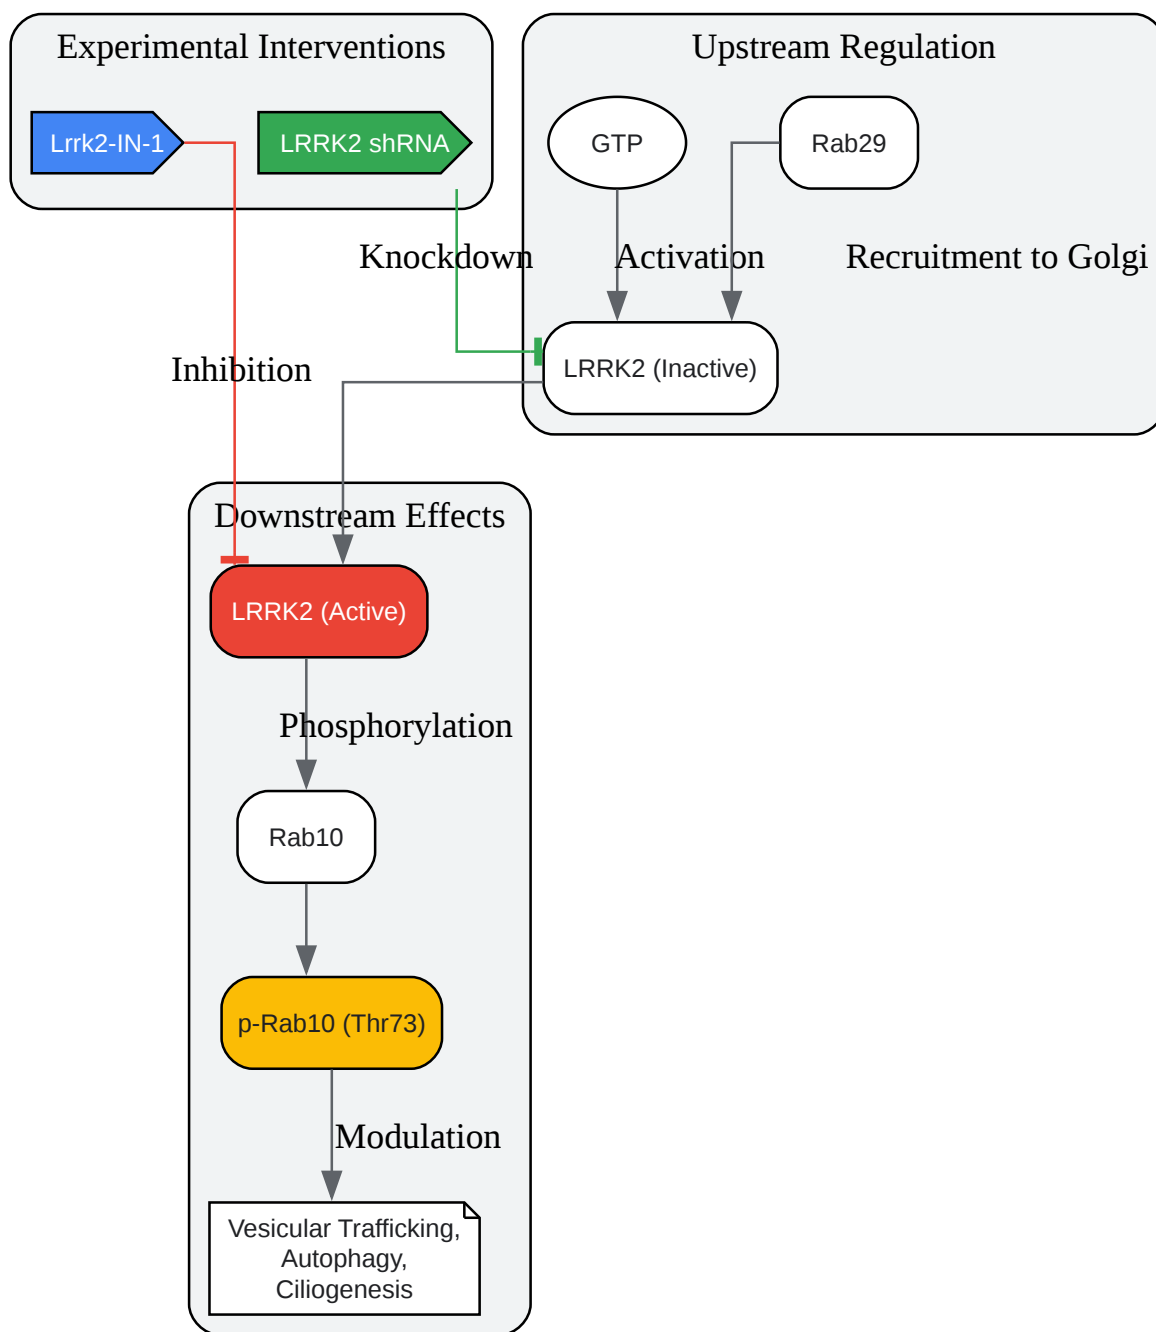 Experimental Interventions
Upstream Regulation
Lrrk2-IN-1
LRRK2 shRNA
GTP
Rab29
Knockdown
Activation
Recruitment to Golgi
Inhibition
LRRK2 (Inactive)
Downstream Effects
LRRK2 (Active)
Phosphorylation
Rab10
p-Rab10 (Thr73)
Modulation
Vesicular Trafficking,
Autophagy,
Ciliogenesis